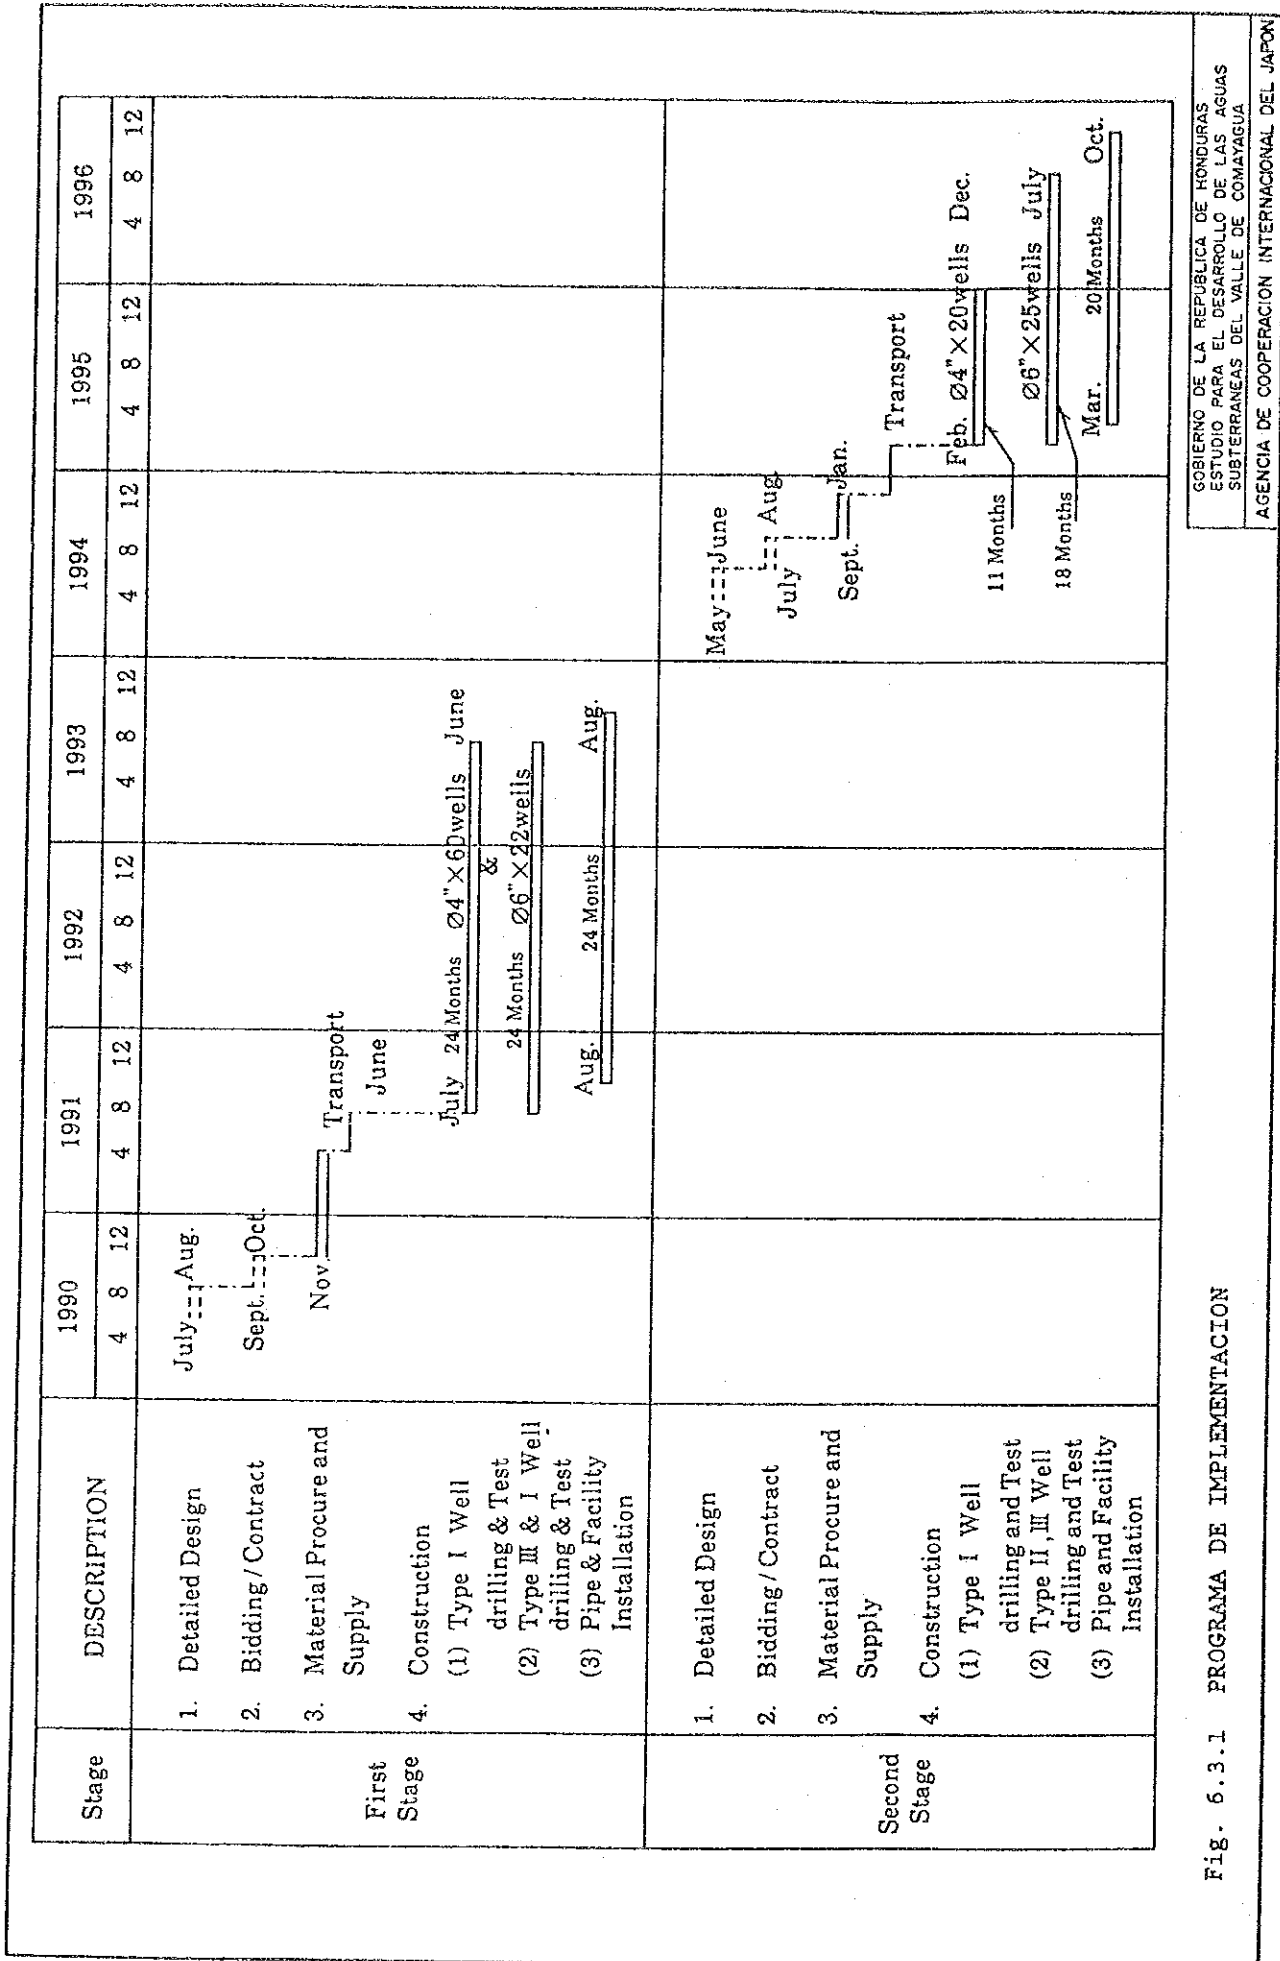 Stage DESCRIPTION 1990 1991 1992 1993 1994 1995 1996
4 8 12 4 8 12 4 8 12 4 8 12 4 8 12 4 8 12 4 8 12
First
Stage
1. Detailed Design
July Aug.
2. Bidding / Contract
Sept. Oct.
3. Material Procure and
Supply
Nov.
Transport
June
4. Construction
(1) Type I Well
drilling & Test
July 24 Months Ø4"×60wells June
&
(2) Type III & I Well
drilling & Test
24 Months Ø6"×22wells
(3) Pipe & Facility
Installation
Aug. 24 Months Aug.
Second
Stage
1. Detailed Design
May June
2. Bidding / Contract
July Aug.
3. Material Procure and
Supply
Sept. Jan.
Transport
4. Construction
(1) Type I Well
drilling and Test
Feb. Ø4"×20wells Dec.
11 Months
(2) Type II, III Well
drilling and Test
Ø6"×25wells July
18 Months
(3) Pipe and Facility
Installation
Mar. 20 Months Oct.
Fig. 6.3.1 PROGRAMA DE IMPLEMENTACION
GOBIERNO DE LA REPUBLICA DE HONDURAS
ESTUDIO PARA EL DESARROLLO DE LAS AGUAS
SUBTERRANEAS DEL VALLE DE COMAYAGUA
AGENCIA DE COOPERACION INTERNACIONAL DEL JAPON